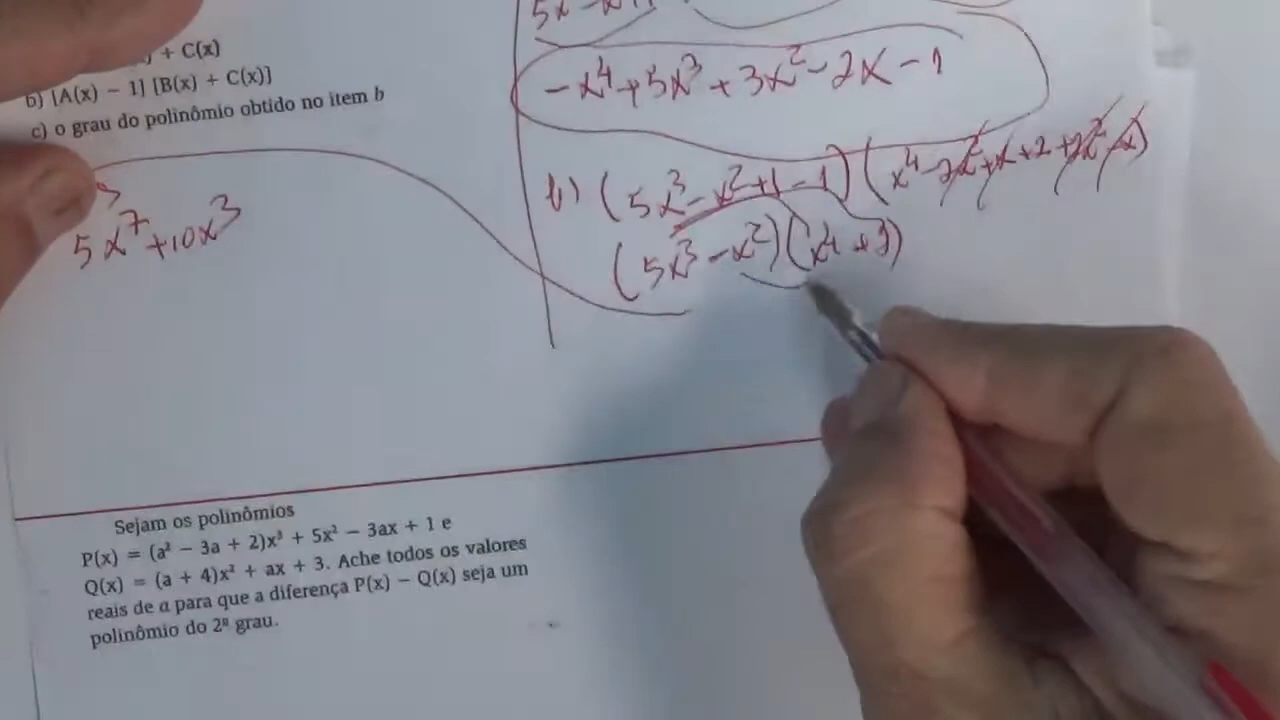 + C(x)
b) [A(x) − 1] [B(x) + C(x)]
c) o grau do polinômio obtido no item b
5x⁷ + 10x³
− x⁴ + 5x³ + 3x² − 2x − 1
b) (5x³ − x² + 1 − 1) (x⁴ − 2x² + x + 2 + 2x² − x)
(5x³ − x²)(x⁴ + 2)
Sejam os polinômios
P(x) = (a² − 3a + 2)x³ + 5x² − 3ax + 1 e
Q(x) = (a + 4)x² + ax + 3. Ache todos os valores
reais de a para que a diferença P(x) − Q(x) seja um
polinômio do 2º grau.